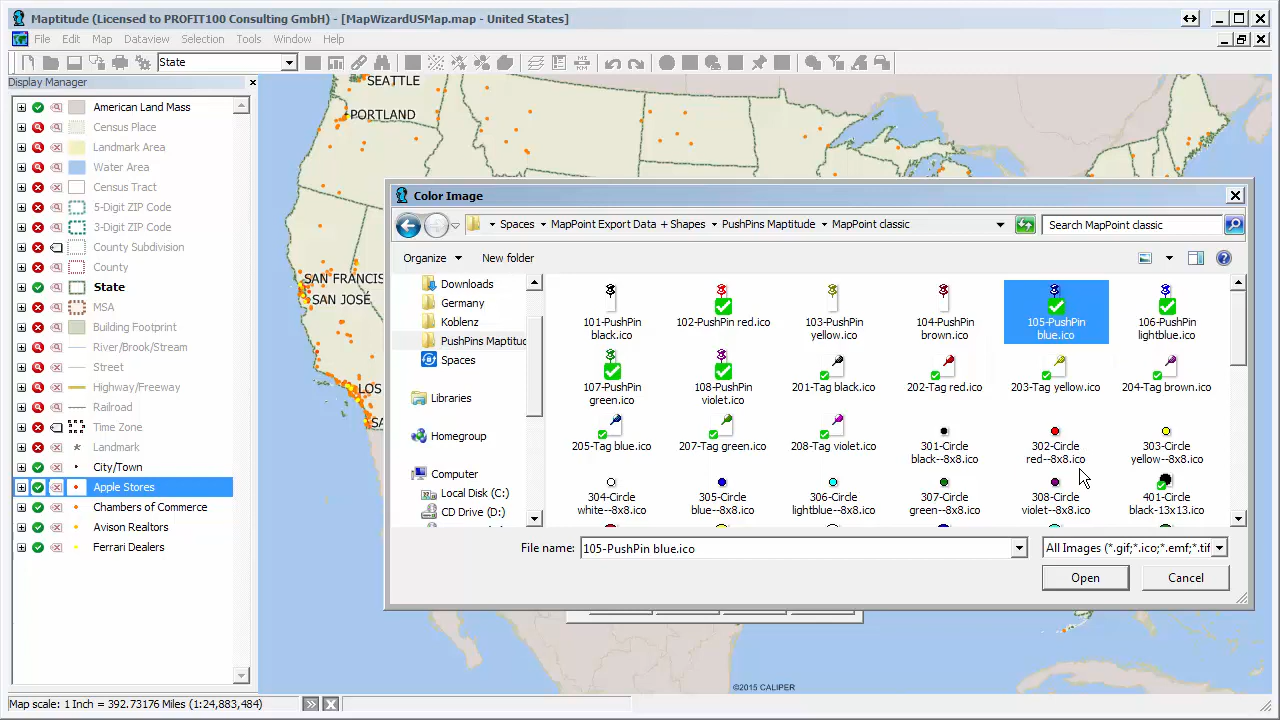 Maptitude (Licensed to PROFIT100 Consulting GmbH) - [MapWizardUSMap.map - United States]
File Edit Map Dataview Selection Tools Window Help
State
Display Manager
American Land Mass
Census Place
Landmark Area
Water Area
Census Tract
5-Digit ZIP Code
3-Digit ZIP Code
County Subdivision
County
State
MSA
Building Footprint
River/Brook/Stream
Street
Highway/Freeway
Railroad
Time Zone
Landmark
City/Town
Apple Stores
Chambers of Commerce
Avison Realtors
Ferrari Dealers
SEATTLE
PORTLAND
SAN FRANCIS
SAN JOSÉ
LOS
SA
Color Image
Spaces MapPoint Export Data + Shapes PushPins Maptitude MapPoint classic
Search MapPoint classic
Organize New folder
Downloads
Germany
Koblenz
PushPins Maptituc
Spaces
Libraries
Homegroup
Computer
Local Disk (C:)
CD Drive (D:)
101-PushPin black.ico
102-PushPin red.ico
103-PushPin yellow.ico
104-PushPin brown.ico
105-PushPin blue.ico
106-PushPin lightblue.ico
107-PushPin green.ico
108-PushPin violet.ico
201-Tag black.ico
202-Tag red.ico
203-Tag yellow.ico
204-Tag brown.ico
205-Tag blue.ico
207-Tag green.ico
208-Tag violet.ico
301-Circle black--8x8.ico
302-Circle red--8x8.ico
303-Circle yellow--8x8.ico
304-Circle white--8x8.ico
305-Circle blue--8x8.ico
306-Circle lightblue--8x8.ico
307-Circle green--8x8.ico
308-Circle violet--8x8.ico
401-Circle black-13x13.ico
File name: 105-PushPin blue.ico
All Images (*.gif;*.ico;*.emf;*.tif
Open Cancel
©2015 CALIPER
Map scale: 1 Inch = 392.73176 Miles (1:24,883,484)